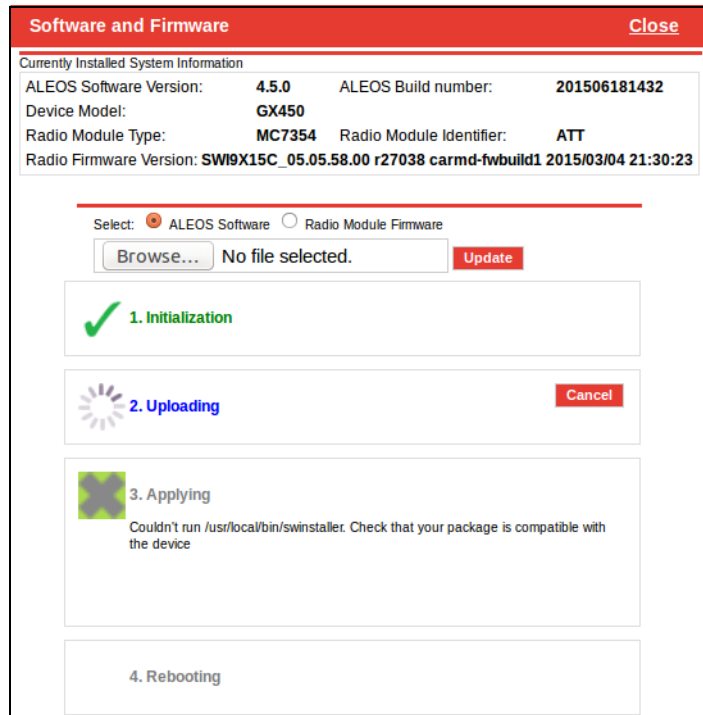 Software and Firmware Close
Currently Installed System Information
ALEOS Software Version: 4.5.0 ALEOS Build number: 201506181432
Device Model: GX450
Radio Module Type: MC7354 Radio Module Identifier: ATT
Radio Firmware Version: SWI9X15C_05.05.58.00 r27038 carmd-fwbuild1 2015/03/04 21:30:23
Select: ALEOS Software Radio Module Firmware
Browse... No file selected. Update
1. Initialization
2. Uploading Cancel
3. Applying
Couldn't run /usr/local/bin/swinstaller. Check that your package is compatible with
the device
4. Rebooting